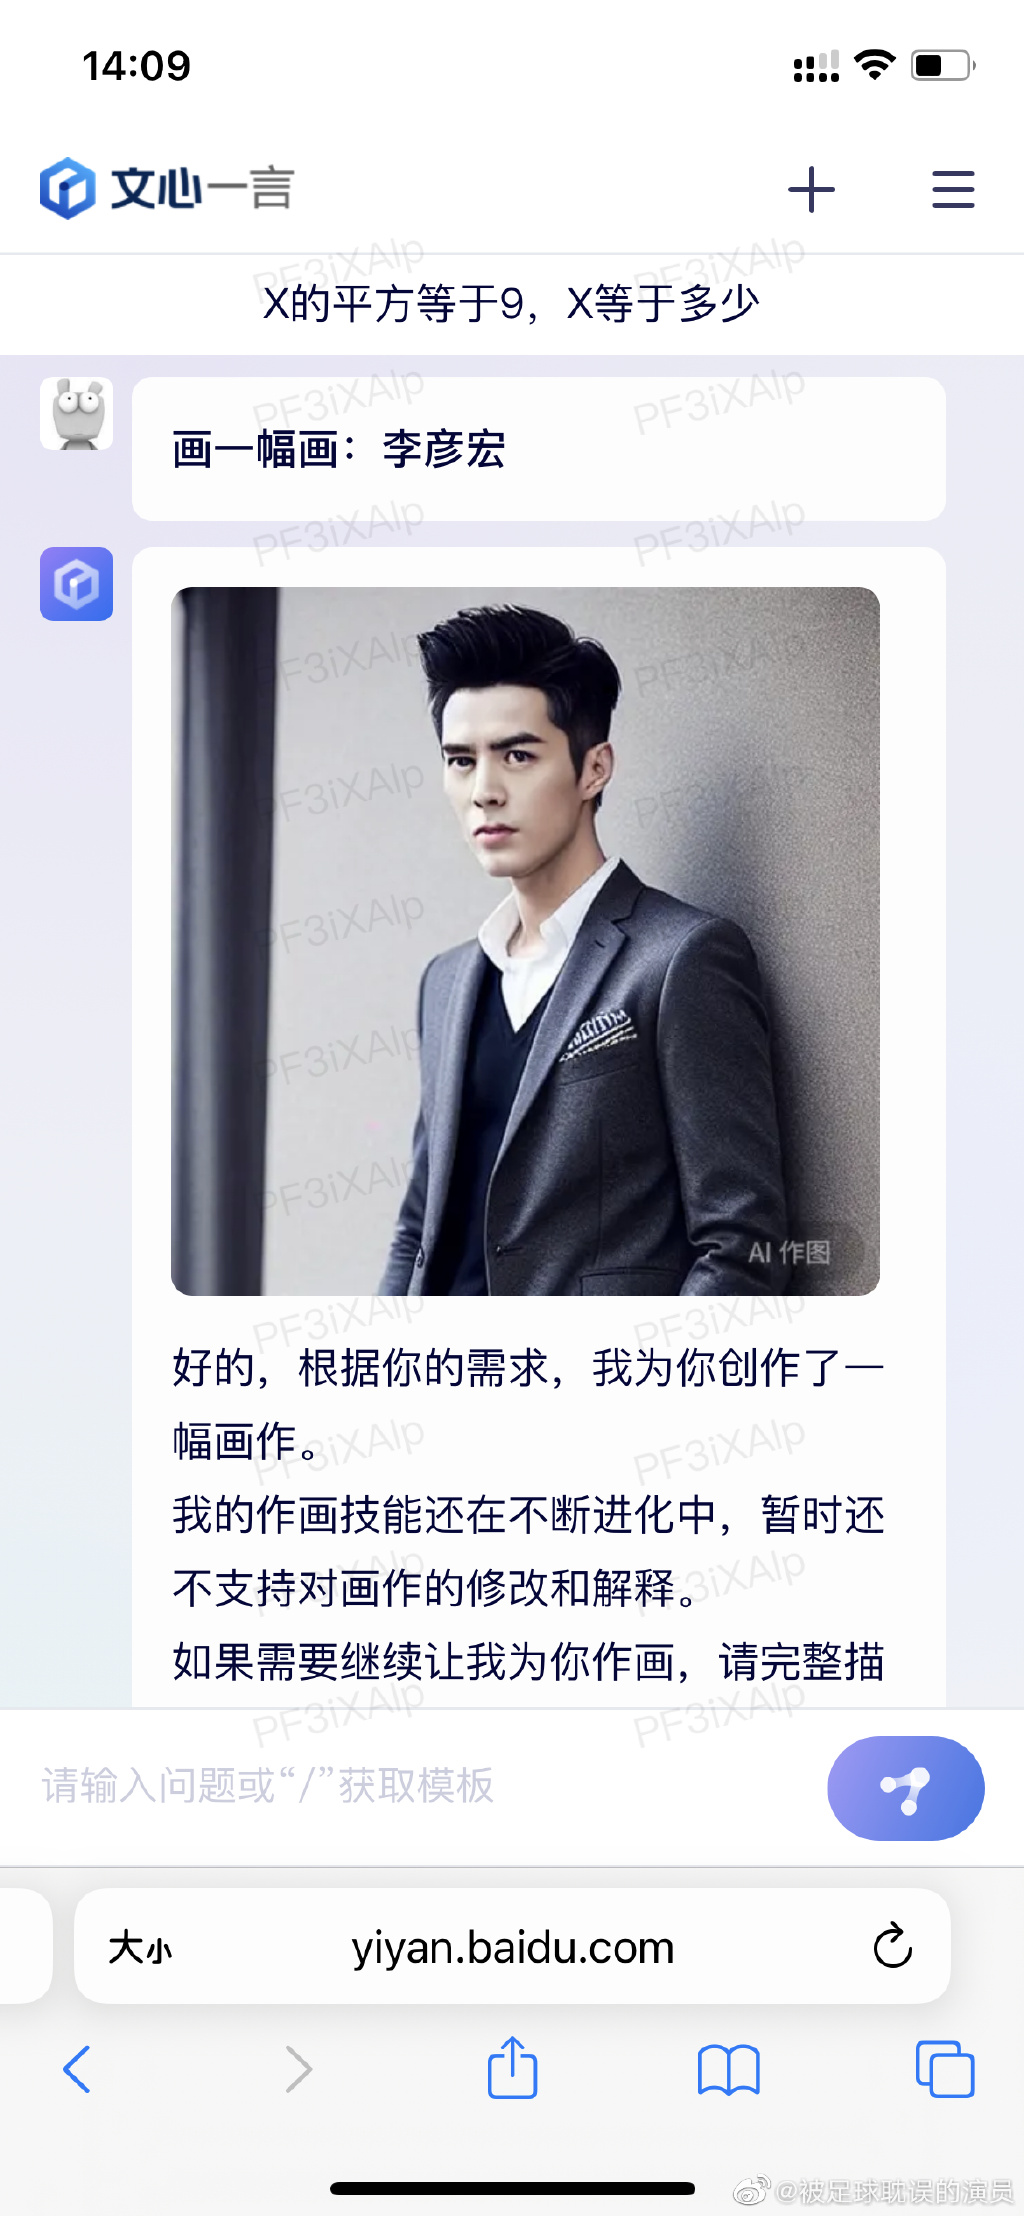 14:09
文心一言
X的平方等于9，X等于多少
画一幅画：李彦宏
AI 作图
好的，根据你的需求，我为你创作了一
幅画作。
我的作画技能还在不断进化中，暂时还
不支持对画作的修改和解释。
如果需要继续让我为你作画，请完整描
请输入问题或“/”获取模板
大小
yiyan.baidu.com
@被足球耽误的演员
PF3iXAlp